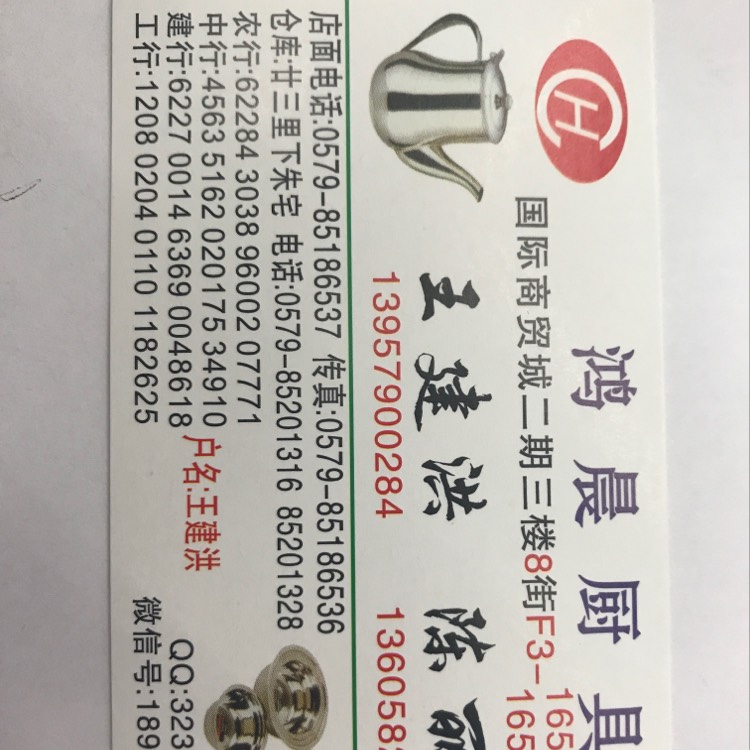 CH
鸿晨厨具
国际商贸城二期三楼8街F3-165
165
王建洪 陈丽
13957900284 136058
店面电话:0579-85186537 传真:0579-85186536
仓库:廿三里下朱宅 电话:0579-85201316 85201328
农行:62284 3038 96002 07771
中行:4563 5162 020175 34910
建行:6227 0014 6369 0048618
工行:1208 0204 0110 1182625
户名:王建洪
QQ:323
微信号:189